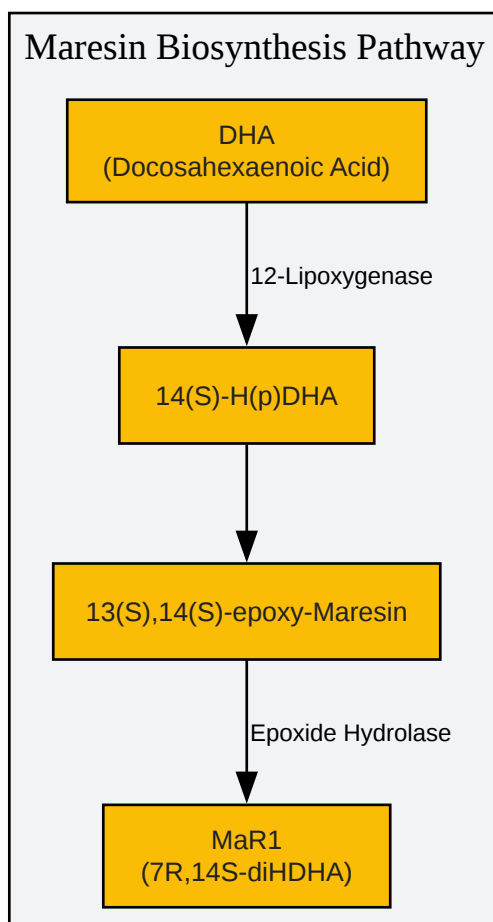 Maresin Biosynthesis Pathway
DHA
(Docosahexaenoic Acid)
12-Lipoxygenase
14(S)-H(p)DHA
13(S),14(S)-epoxy-Maresin
Epoxide Hydrolase
MaR1
(7R,14S-diHDHA)